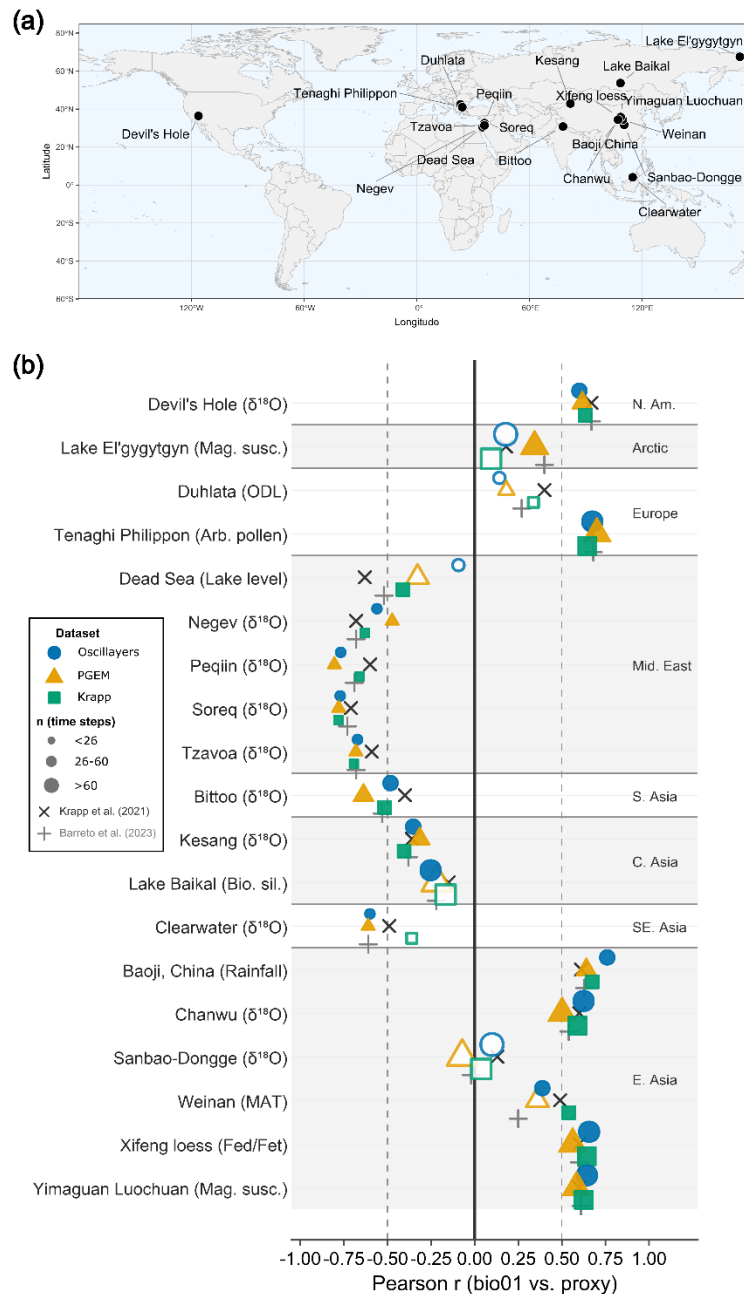 (a)
80°N
60°N
40°N
20°N
0°
20°S
40°S
60°S
Latitude
120°W
60°W
0°
60°E
120°E
Longitude
Lake El'gygytgyn
Duhlata
Kesang
Lake Baikal
Tenaghi Philippon
Peqiin
Xifeng loess
Yimaguan Luochuan
Devil's Hole
Tzavoa
Soreq
Weinan
Dead Sea
Bittoo
Baoji China
Negev
Chanwu
Sanbao-Dongge
Clearwater
(b)
Devil's Hole (δ¹⁸O)
N. Am.
Lake El'gygytgyn (Mag. susc.)
Arctic
Duhlata (ODL)
Europe
Tenaghi Philippon (Arb. pollen)
Dead Sea (Lake level)
Negev (δ¹⁸O)
Peqiin (δ¹⁸O)
Mid. East
Soreq (δ¹⁸O)
Tzavoa (δ¹⁸O)
Bittoo (δ¹⁸O)
S. Asia
Kesang (δ¹⁸O)
C. Asia
Lake Baikal (Bio. sil.)
Clearwater (δ¹⁸O)
SE. Asia
Baoji, China (Rainfall)
Chanwu (δ¹⁸O)
Sanbao-Dongge (δ¹⁸O)
E. Asia
Weinan (MAT)
Xifeng loess (Fed/Fet)
Yimaguan Luochuan (Mag. susc.)
Dataset
Oscillayers
PGEM
Krapp
n (time steps)
<26
26-60
>60
Krapp et al. (2021)
Barreto et al. (2023)
-1.00
-0.75
-0.50
-0.25
0.00
0.25
0.50
0.75
1.00
Pearson r (bio01 vs. proxy)